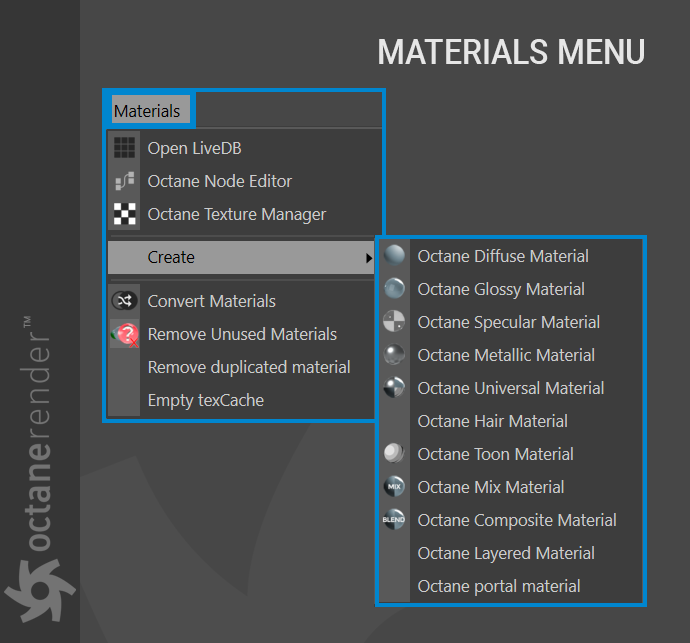 MATERIALS MENU
Materials
Open LiveDB
Octane Node Editor
Octane Texture Manager
Create
Convert Materials
Remove Unused Materials
Remove duplicated material
Empty texCache
Octane Diffuse Material
Octane Glossy Material
Octane Specular Material
Octane Metallic Material
Octane Universal Material
Octane Hair Material
Octane Toon Material
MIX
Octane Mix Material
BLEND
Octane Composite Material
Octane Layered Material
Octane portal material
octanerender™